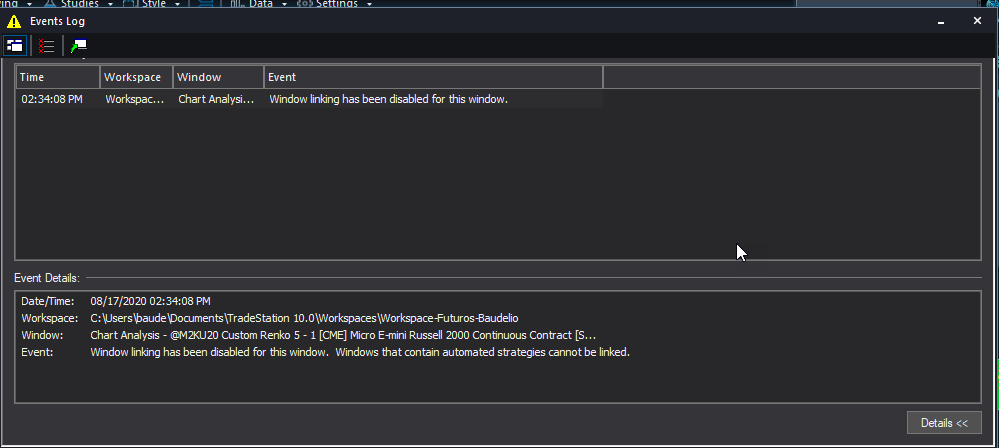 Studies Style Data Settings
Events Log
Time Workspace Window Event
02:34:08 PM Workspac... Chart Analysi... Window linking has been disabled for this window.
Event Details:
Date/Time: 08/17/2020 02:34:08 PM
Workspace: C:\Users\baude\Documents\TradeStation 10.0\Workspaces\Workspace-Futuros-Baudelio
Window: Chart Analysis - @M2KU20 Custom Renko 5 - 1 [CME] Micro E-mini Russell 2000 Continuous Contract [S...
Event: Window linking has been disabled for this window. Windows that contain automated strategies cannot be linked.
Details <<